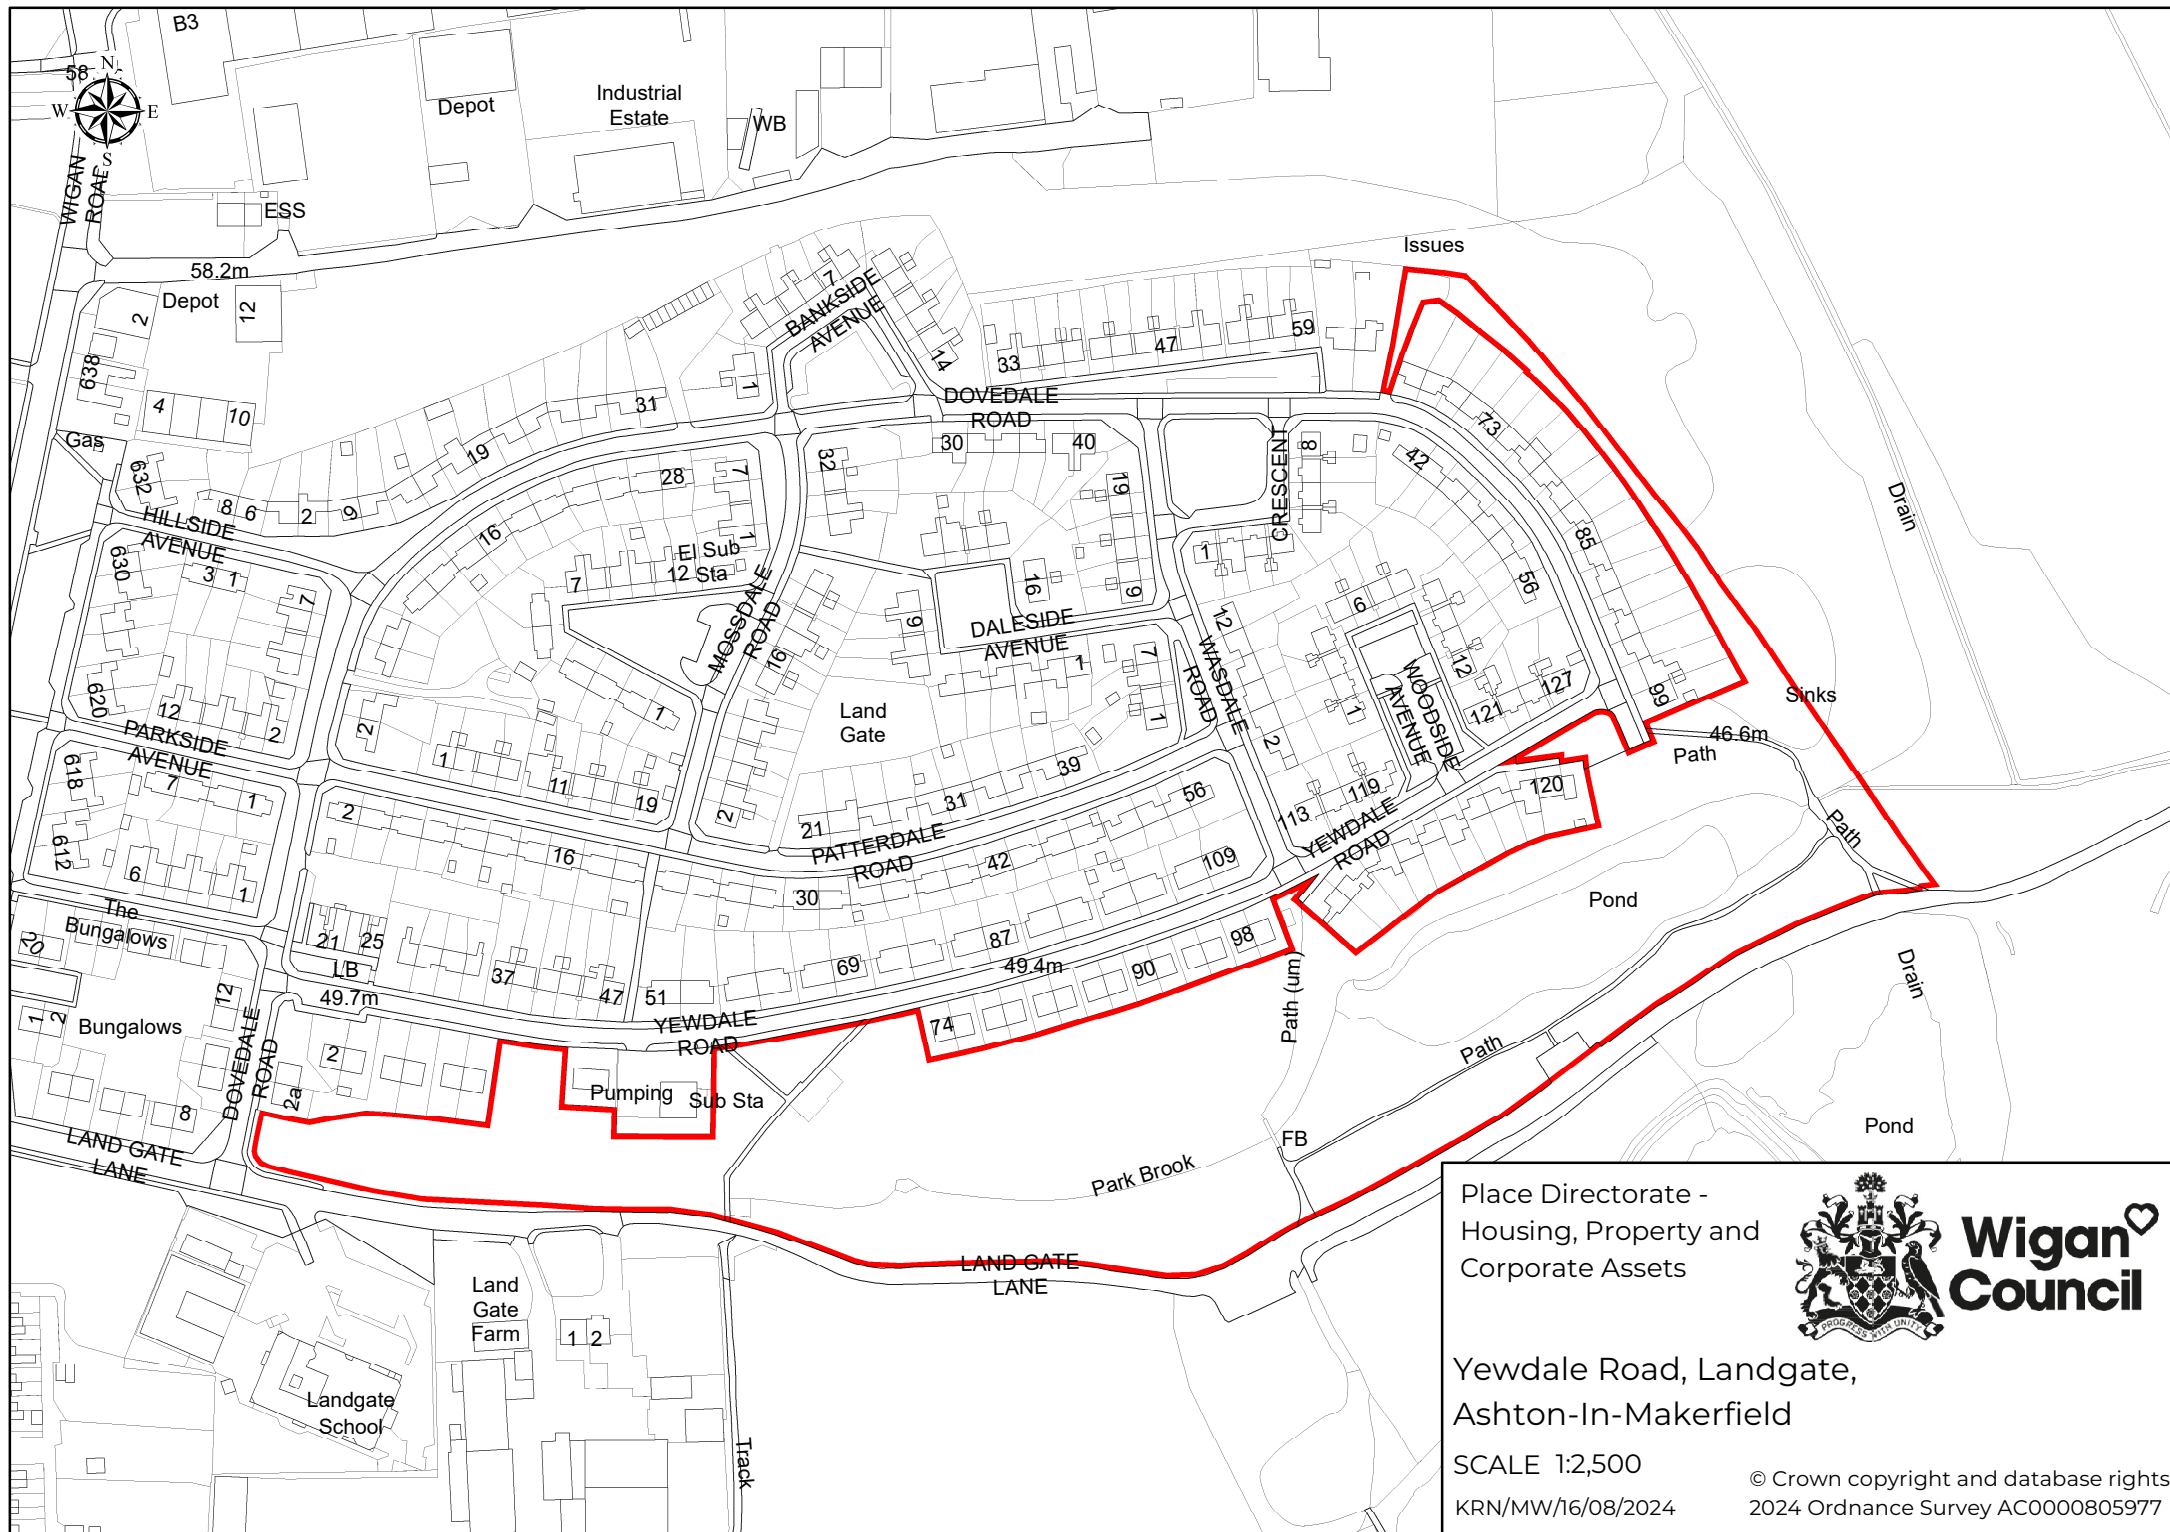 B3
58
N
W
E
S
WIGAN
ROAD
Depot
Industrial
Estate
WB
ESS
58.2m
Depot
12
2
638
4
10
Gas
632
8
6
2
9
19
31
1
7
BANKSIDE
AVENUE
14
33
47
59
Issues
DOVEDALE
ROAD
73
85
99
HILLSIDE
AVENUE
630
3
1
7
620
12
2
PARKSIDE
AVENUE
618
7
1
612
6
1
16
28
7
1
El Sub
12
Sta
7
MOSSDALE
ROAD
16
32
30
40
19
9
16
9
DALESIDE
AVENUE
1
7
1
CRESCENT
8
1
42
56
6
12
WASDALE
ROAD
12
2
WOODSIDE
AVENUE
1
121
127
Land
Gate
2
1
11
19
1
2
21
31
39
PATTERDALE
ROAD
2
16
30
42
56
109
113
119
YEWDALE
ROAD
120
46.6m
Path
Sinks
Path
Drain
Pond
The
Bungalows
20
1
2
Bungalows
12
8
21
25
LB
49.7m
37
47
51
69
87
49.4m
74
90
98
YEWDALE
ROAD
Path (um)
Path
FB
Park Brook
Drain
Pond
DOVEDALE
ROAD
2
2a
Pumping
Sub Sta
LAND GATE
LANE
LAND GATE
LANE
Land
Gate
Farm
1
2
Landgate
School
Track
Place Directorate -
Housing, Property and
Corporate Assets
PROGRESS WITH UNITY
Wigan
Council
Yewdale Road, Landgate,
Ashton-In-Makerfield
SCALE 1:2,500
KRN/MW/16/08/2024
© Crown copyright and database rights
2024 Ordnance Survey AC0000805977